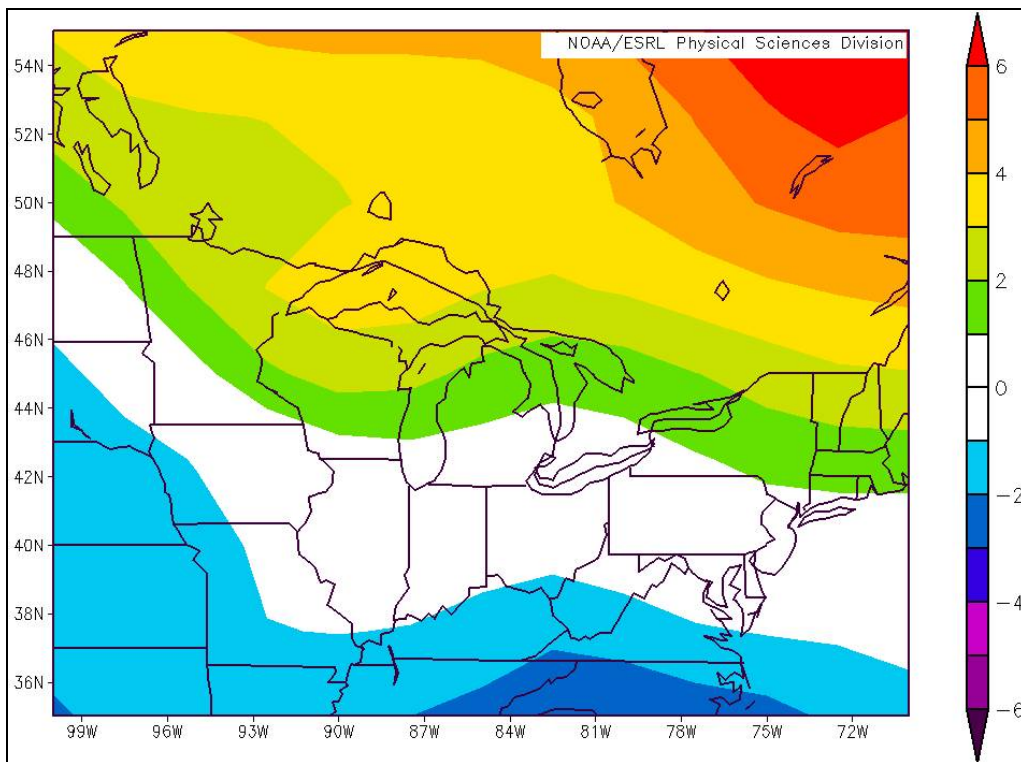 NOAA/ESRL Physical Sciences Division
54N
52N
50N
48N
46N
44N
42N
40N
38N
36N
99W 96W 93W 90W 87W 84W 81W 78W 75W 72W
6
4
2
0
-2
-4
-6